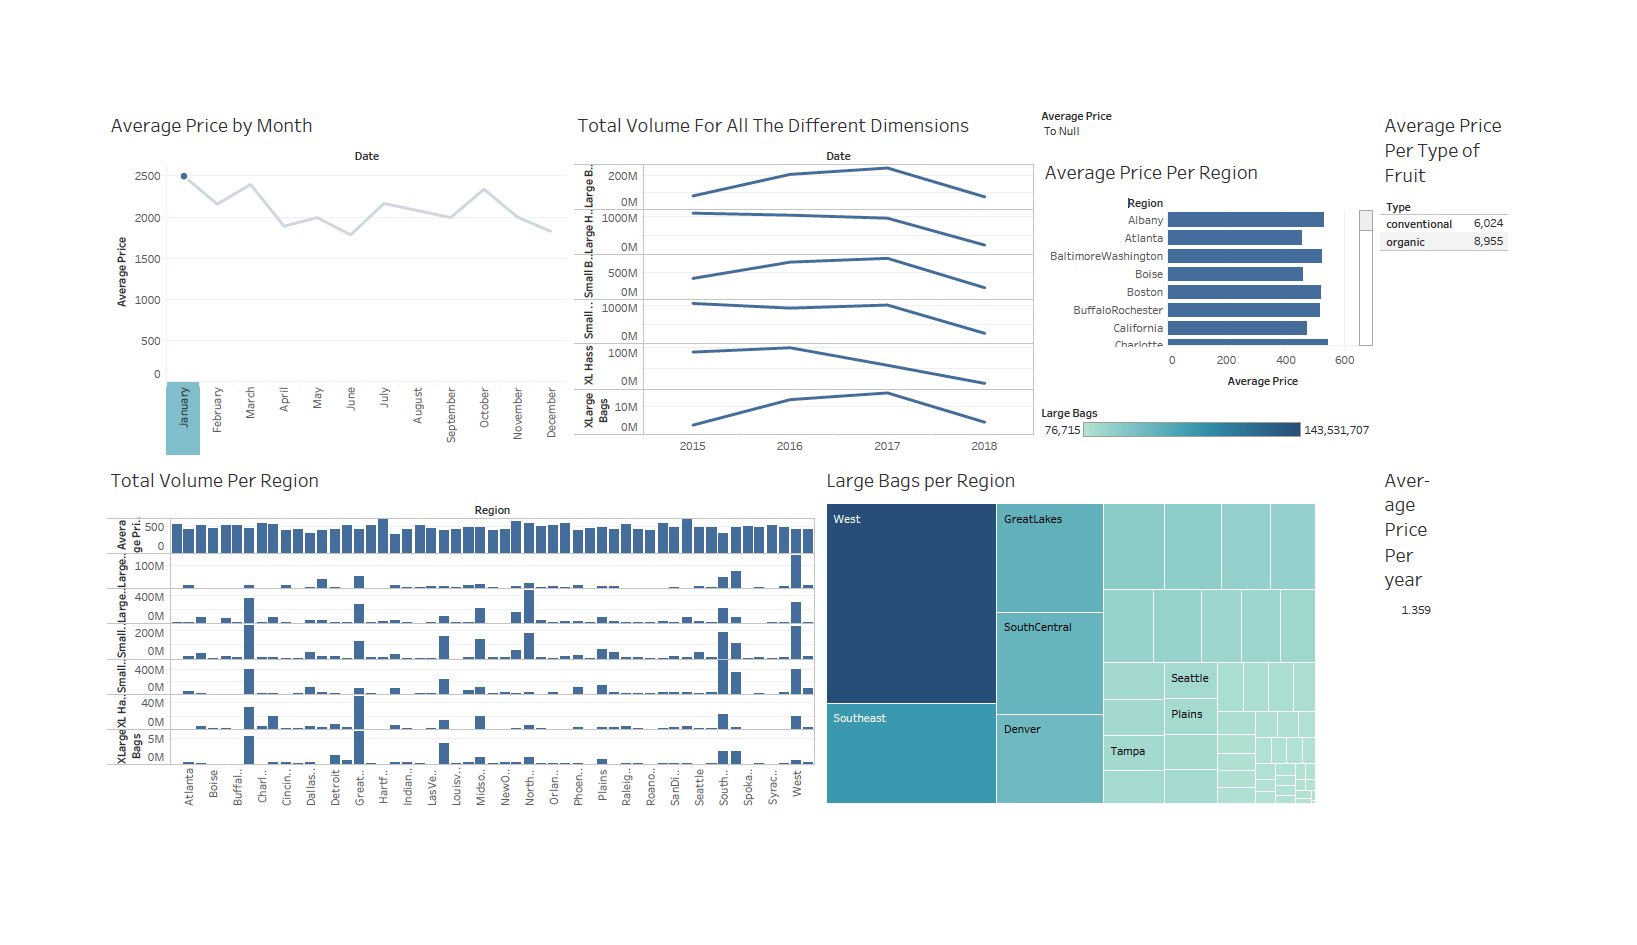 Average Price by Month
Date
Average Price
2500
2000
1500
1000
500
0
January
February
March
April
May
June
July
August
September
October
November
December
Total Volume For All The Different Dimensions
Date
Large B..
200M
0M
Large H..
1000M
0M
Small B..
500M
0M
Small ..
1000M
0M
XL Hass
100M
0M
XLarge
Bags
10M
0M
2015
2016
2017
2018
Average Price
To Null
Average Price Per Region
Region
Albany
Atlanta
BaltimoreWashington
Boise
Boston
BuffaloRochester
California
Charlotte
0
200
400
600
Average Price
Large Bags
76,715
143,531,707
Average Price
Per Type of
Fruit
Type
conventional 6,024
organic 8,955
Total Volume Per Region
Region
Avera
ge Pri..
500
0
Large..
100M
Large..
400M
0M
Small..
200M
0M
Small..
400M
0M
XL Ha..
40M
0M
XLarge
Bags
5M
0M
Atlanta
Boise
Buffal..
Charl..
Cincin..
Dallas..
Detroit
Great..
Hartf..
Indian..
LasVe..
Louisv..
Midso..
NewO..
North..
Orlan..
Phoen..
Plains
Raleig..
Roano..
SanDi..
Seattle
South..
Spoka..
Syrac..
West
Large Bags per Region
West
Southeast
GreatLakes
SouthCentral
Denver
Seattle
Plains
Tampa
Aver-
age
Price
Per
year
1.359